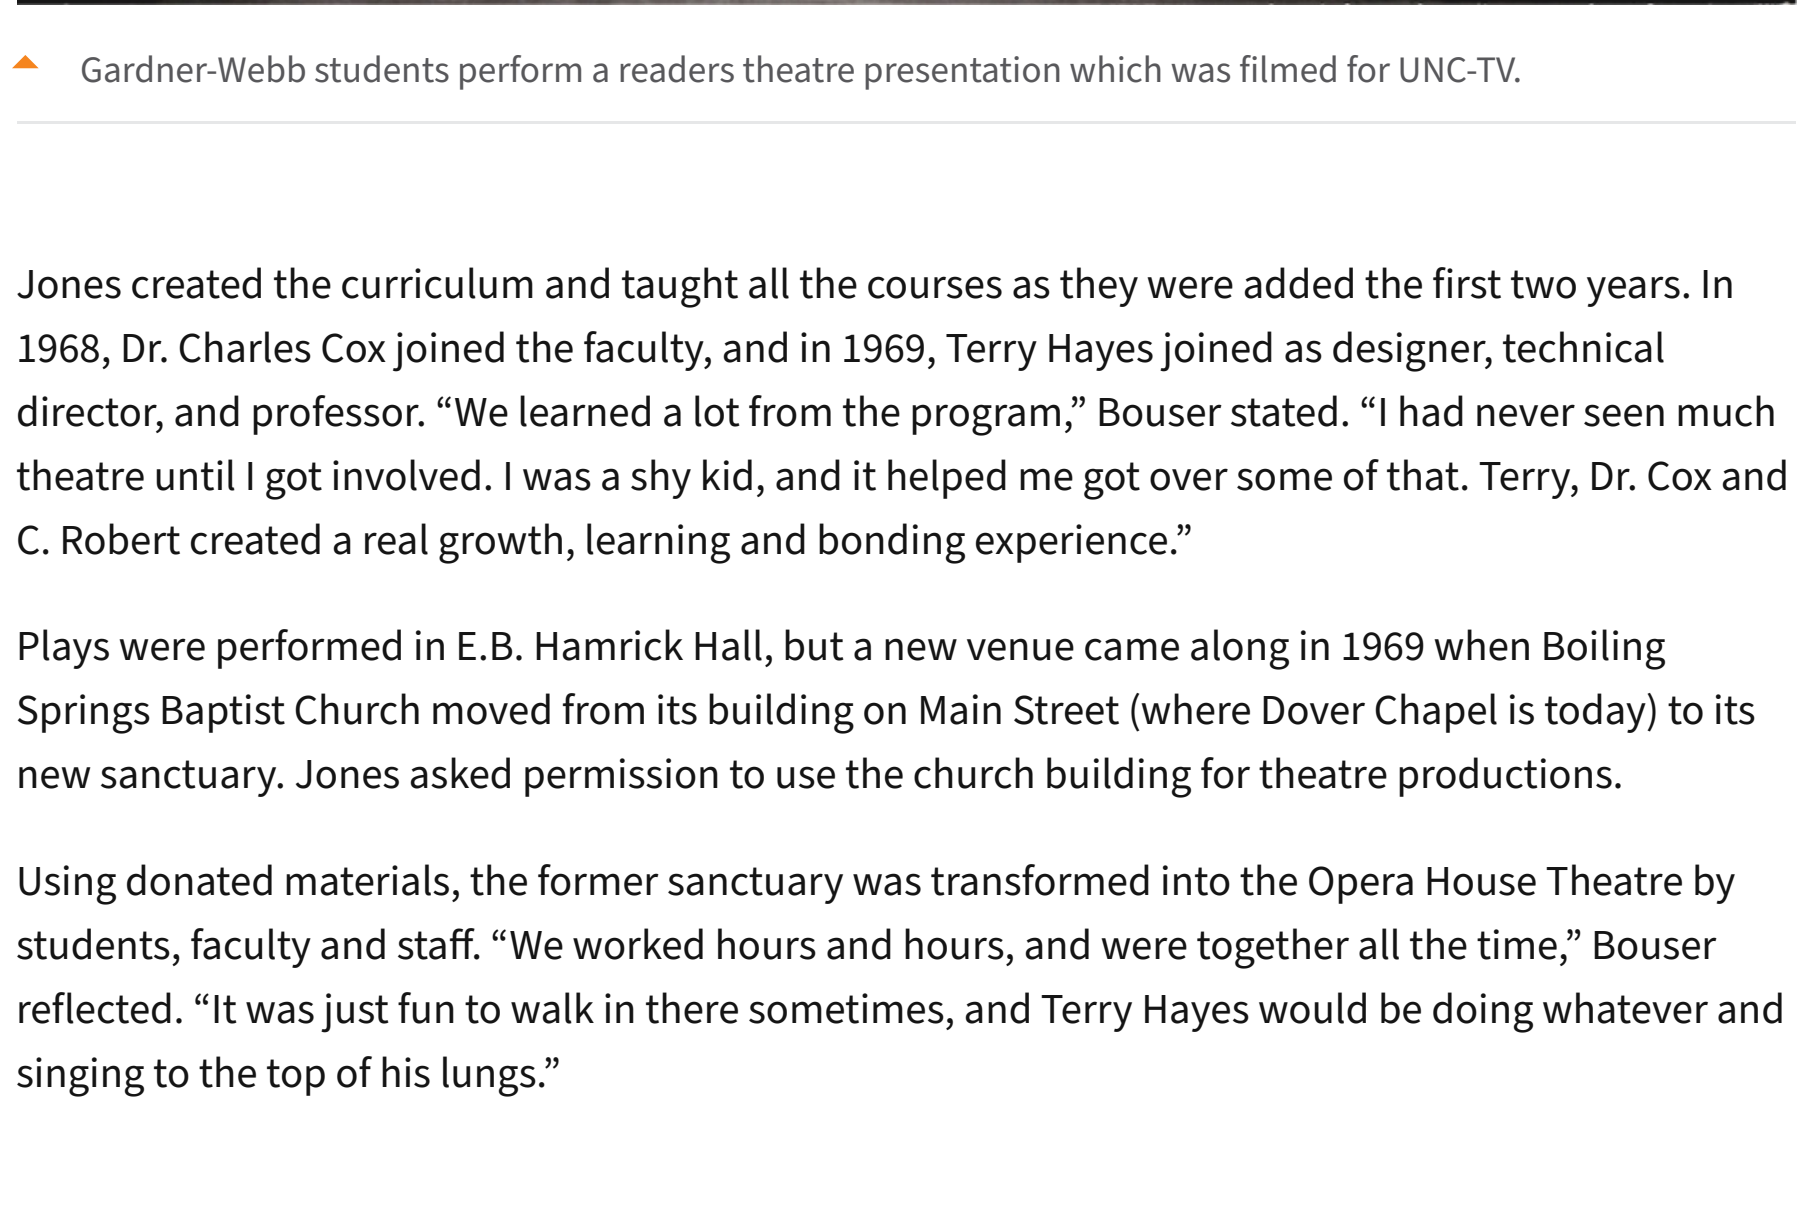 Gardner-Webb students perform a readers theatre presentation which was filmed for UNC-TV.
Jones created the curriculum and taught all the courses as they were added the first two years. In
1968, Dr. Charles Cox joined the faculty, and in 1969, Terry Hayes joined as designer, technical
director, and professor. “We learned a lot from the program,” Bouser stated. “I had never seen much
theatre until I got involved. I was a shy kid, and it helped me got over some of that. Terry, Dr. Cox and
C. Robert created a real growth, learning and bonding experience.”
Plays were performed in E.B. Hamrick Hall, but a new venue came along in 1969 when Boiling
Springs Baptist Church moved from its building on Main Street (where Dover Chapel is today) to its
new sanctuary. Jones asked permission to use the church building for theatre productions.
Using donated materials, the former sanctuary was transformed into the Opera House Theatre by
students, faculty and staff. “We worked hours and hours, and were together all the time,” Bouser
reflected. “It was just fun to walk in there sometimes, and Terry Hayes would be doing whatever and
singing to the top of his lungs.”